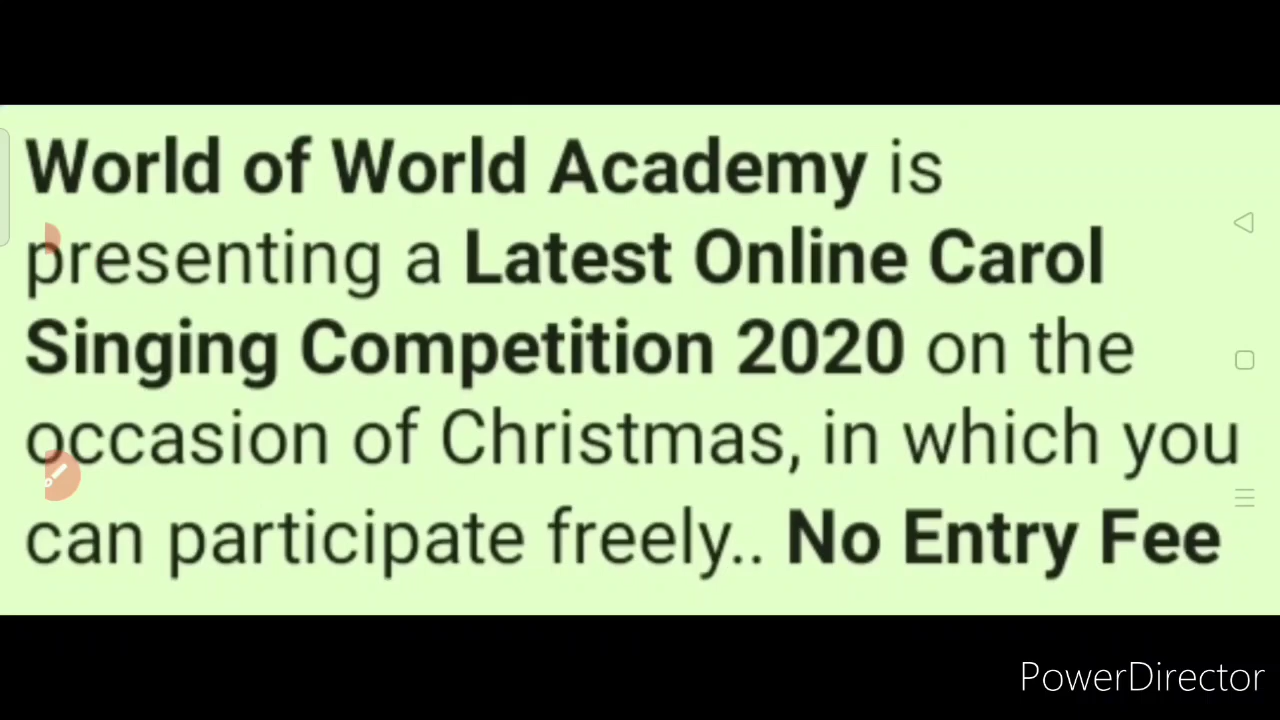 World of World Academy is
presenting a Latest Online Carol
Singing Competition 2020 on the
occasion of Christmas, in which you
can participate freely.. No Entry Fee
PowerDirector